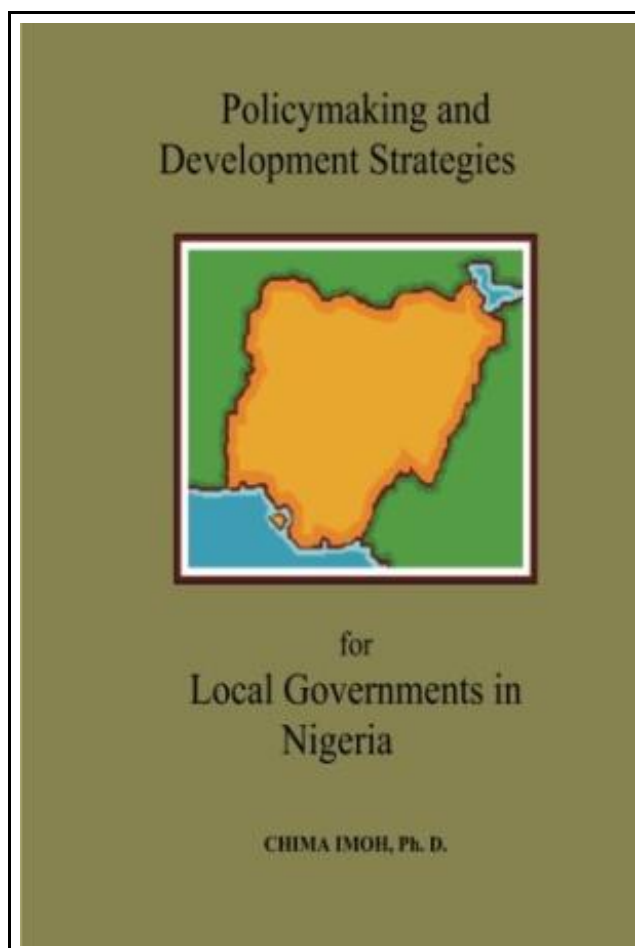 Policymaking and
Development Strategies
for
Local Governments in
Nigeria
CHIMA IMOH, Ph. D.